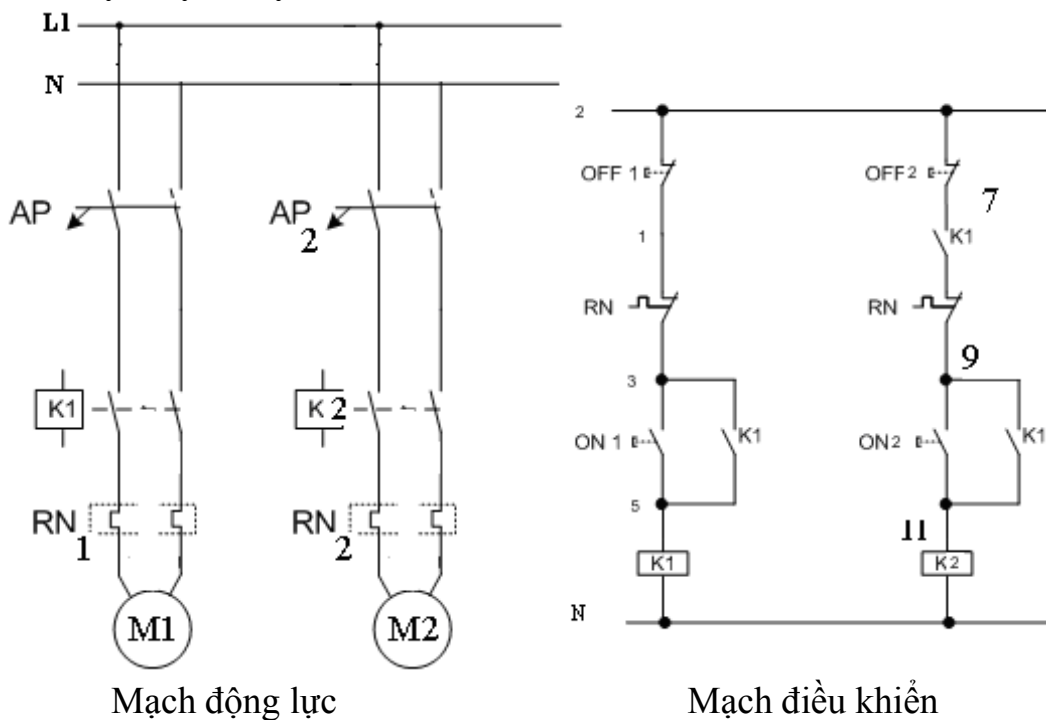 L1
N
2
OFF 1
OFF 2
7
AP
AP
2
1
K1
RN
RN
9
3
K1
K 2
ON 1
K1
ON 2
K1
5
11
RN
1
RN
2
K1
K2
N
M1
M2
Mạch động lực
Mạch điều khiển